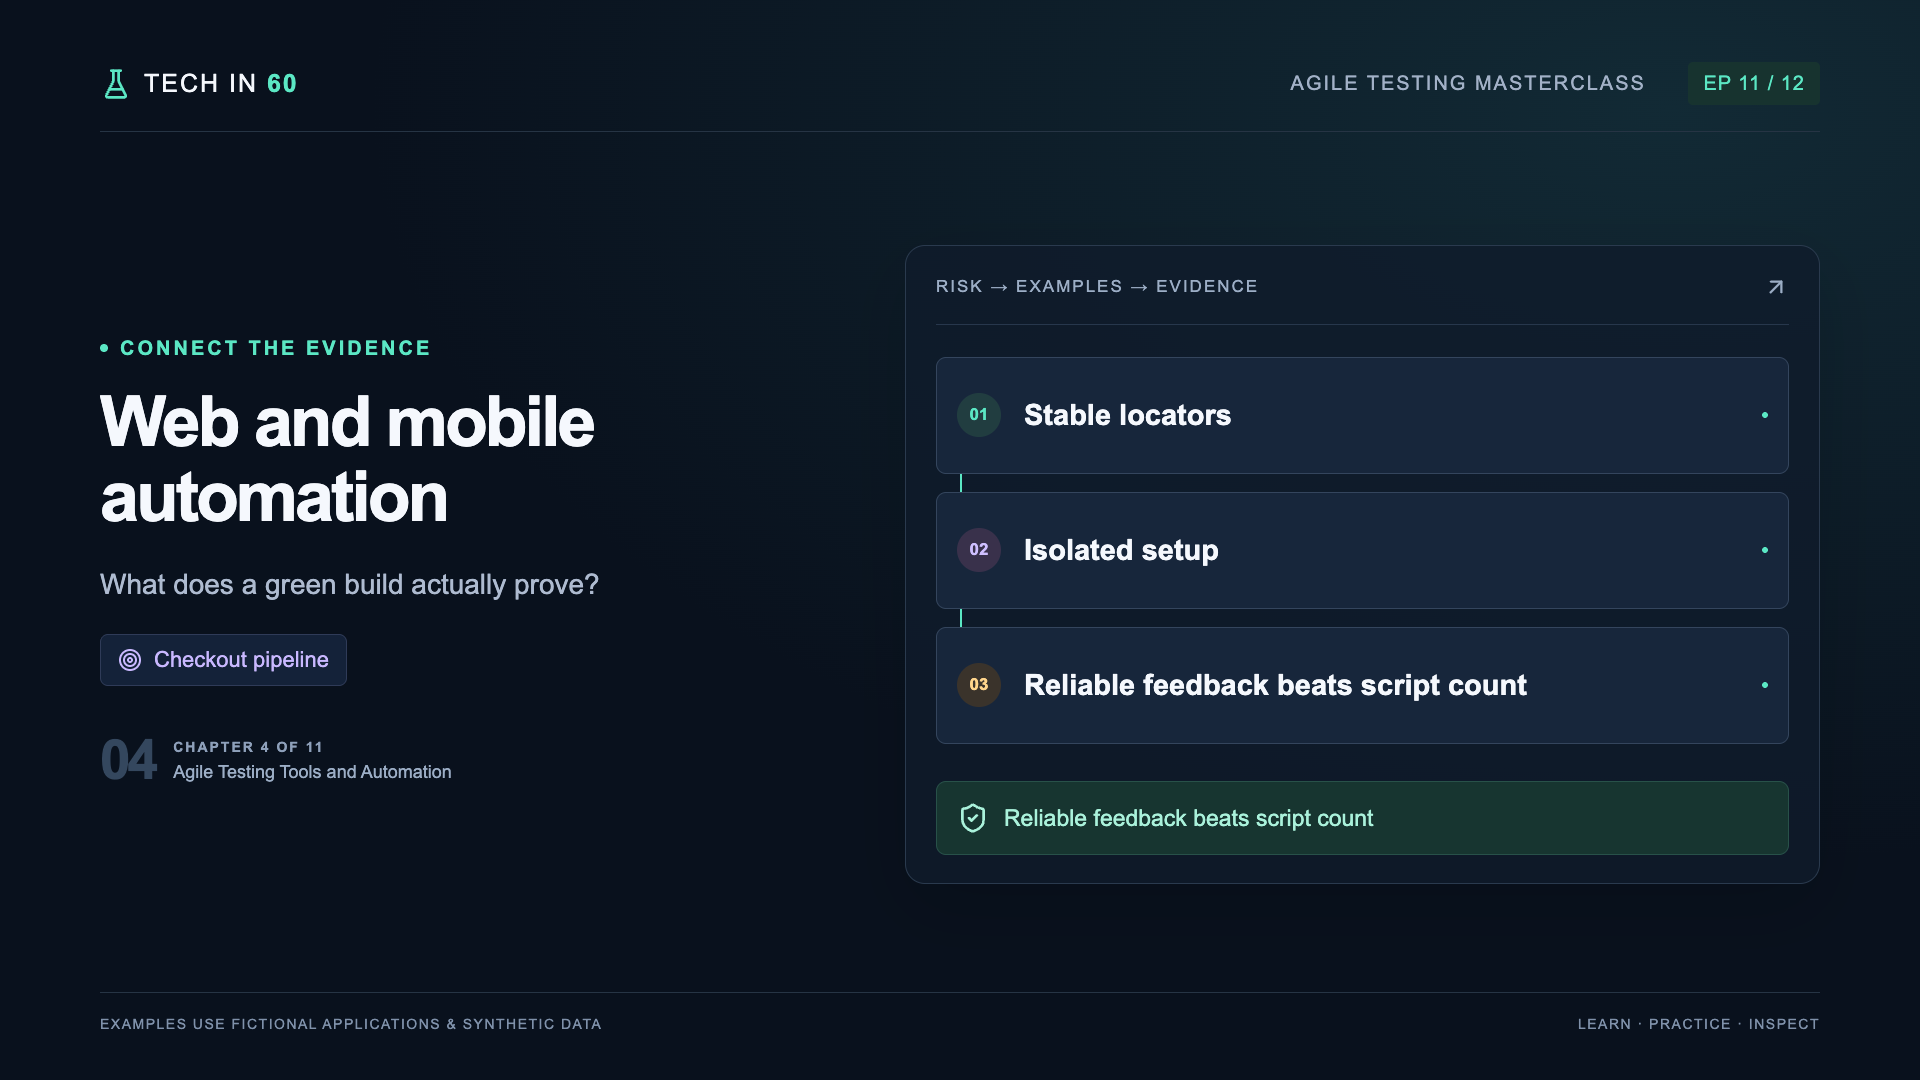 TECH IN 60
AGILE TESTING MASTERCLASS
EP 11 / 12
• CONNECT THE EVIDENCE
Web and mobile
automation
What does a green build actually prove?
Checkout pipeline
04
CHAPTER 4 OF 11
Agile Testing Tools and Automation
RISK → EXAMPLES → EVIDENCE
01 Stable locators
02 Isolated setup
03 Reliable feedback beats script count
Reliable feedback beats script count
EXAMPLES USE FICTIONAL APPLICATIONS & SYNTHETIC DATA
LEARN · PRACTICE · INSPECT